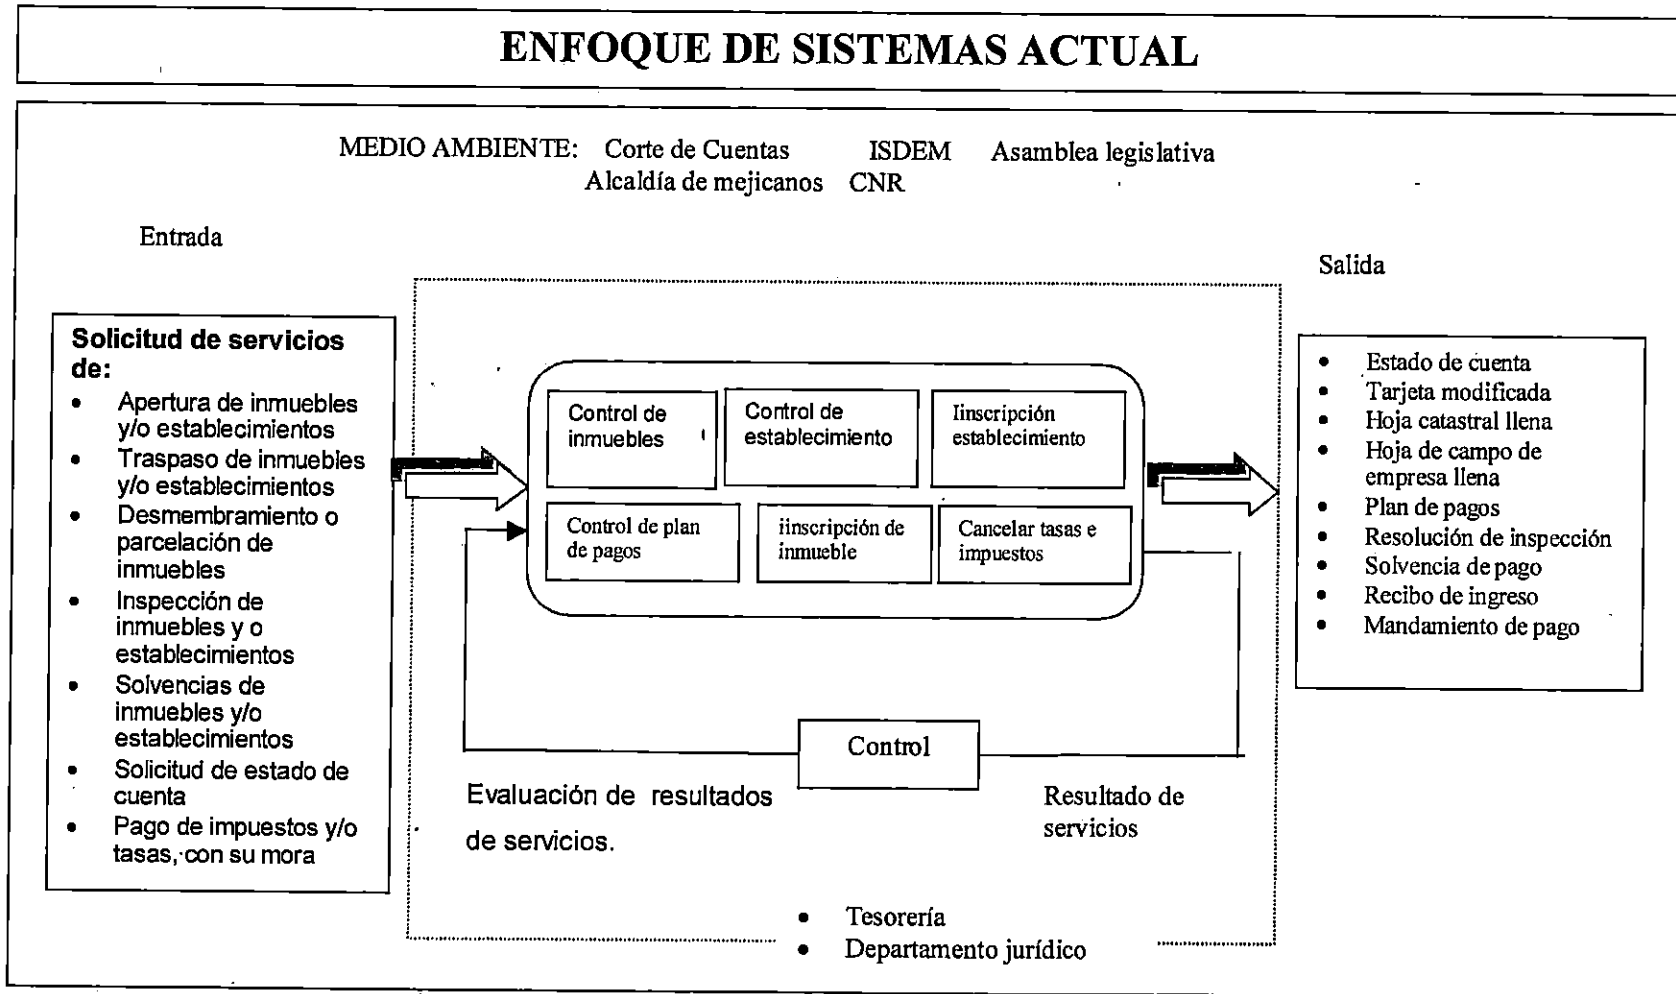 ENFOQUE DE SISTEMAS ACTUAL
MEDIO AMBIENTE: Corte de Cuentas ISDEM Asamblea legislativa
Alcaldía de mejicanos CNR
Entrada
Salida
Solicitud de servicios
de:
• Apertura de inmuebles
y/o establecimientos
• Traspaso de inmuebles
y/o establecimientos
• Desmembramiento o
parcelación de
inmuebles
• Inspección de
inmuebles y o
establecimientos
• Solvencias de
inmuebles y/o
establecimientos
• Solicitud de estado de
cuenta
• Pago de impuestos y/o
tasas, con su mora
Control de
inmuebles
Control de
establecimiento
Iinscripción
establecimiento
Control de plan
de pagos
iinscripción de
inmueble
Cancelar tasas e
impuestos
Control
Evaluación de resultados
de servicios.
Resultado de
servicios
• Tesorería
• Departamento jurídico
• Estado de cuenta
• Tarjeta modificada
• Hoja catastral llena
• Hoja de campo de
empresa llena
• Plan de pagos
• Resolución de inspección
• Solvencia de pago
• Recibo de ingreso
• Mandamiento de pago